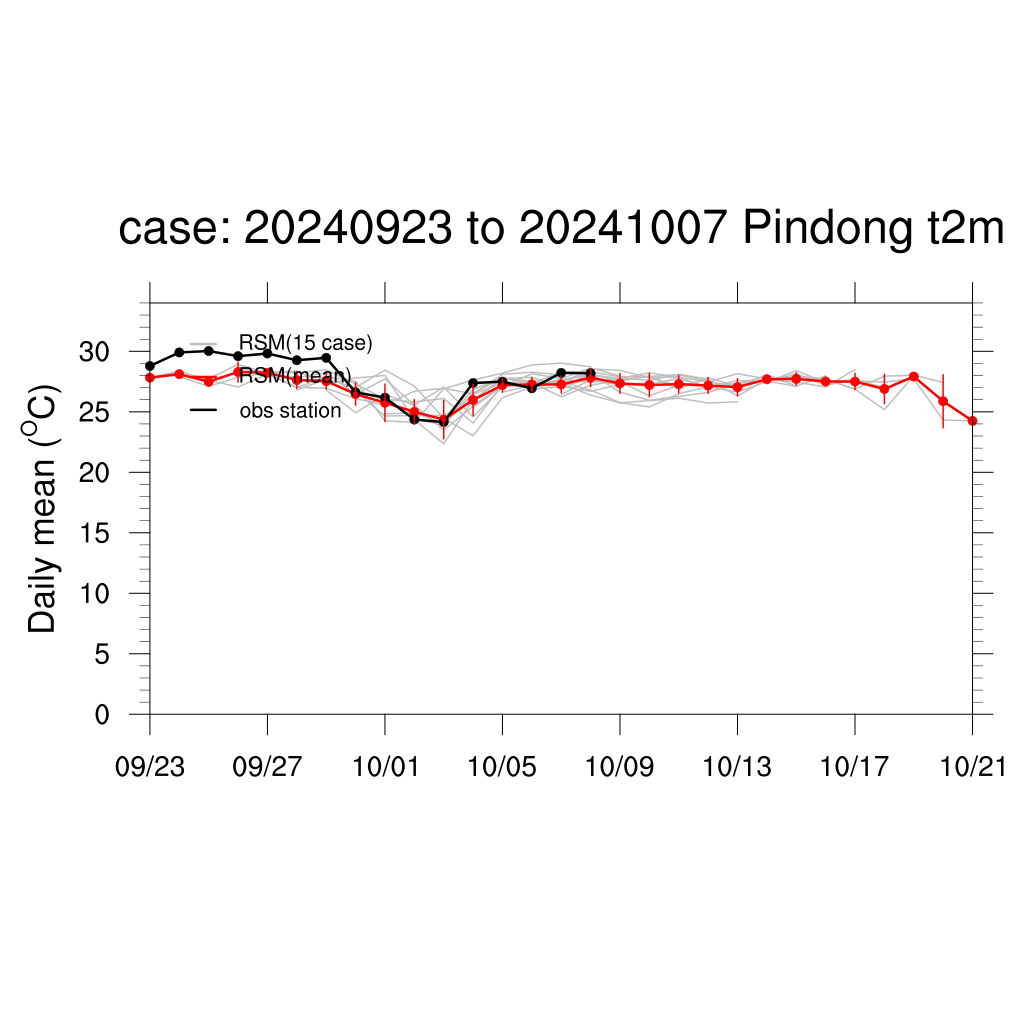 case: 20240923 to 20241007 Pindong t2m
Daily mean (°C)
30
25
20
15
10
5
0
RSM(15 case)
RSM(mean)
obs station
09/23 09/27 10/01 10/05 10/09 10/13 10/17 10/21